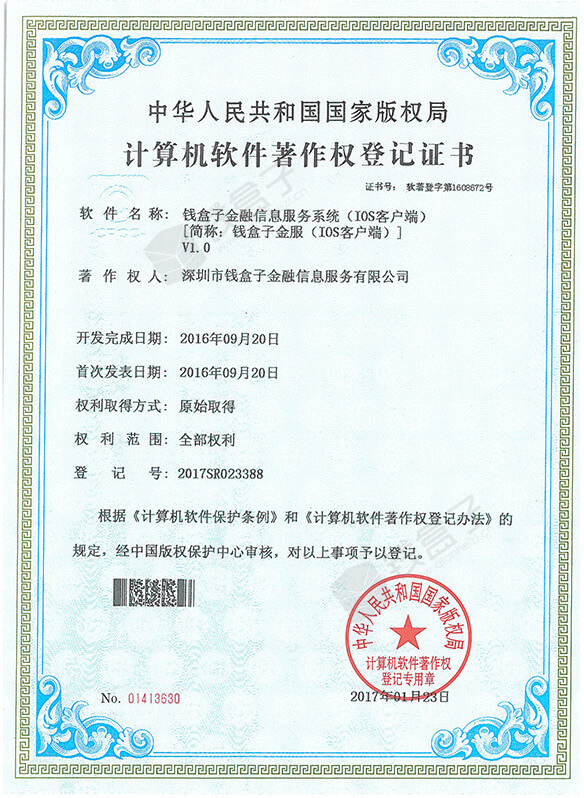 中华人民共和国国家版权局
计算机软件著作权登记证书
证书号： 软著登字第1608672号
软 件 名 称： 钱盒子金融信息服务系统（IOS客户端）
[简称：钱盒子金服（IOS客户端）]
V1.0
著 作 权 人： 深圳市钱盒子金融信息服务有限公司
开发完成日期： 2016年09月20日
首次发表日期： 2016年09月20日
权利取得方式： 原始取得
权 利 范 围： 全部权利
登 记 号： 2017SR023388
根据《计算机软件保护条例》和《计算机软件著作权登记办法》的
规定，经中国版权保护中心审核，对以上事项予以登记。
中华人民共和国国家版权局
计算机软件著作权
登记专用章
No. 01413630
2017年01月23日
钱盒子
钱盒子